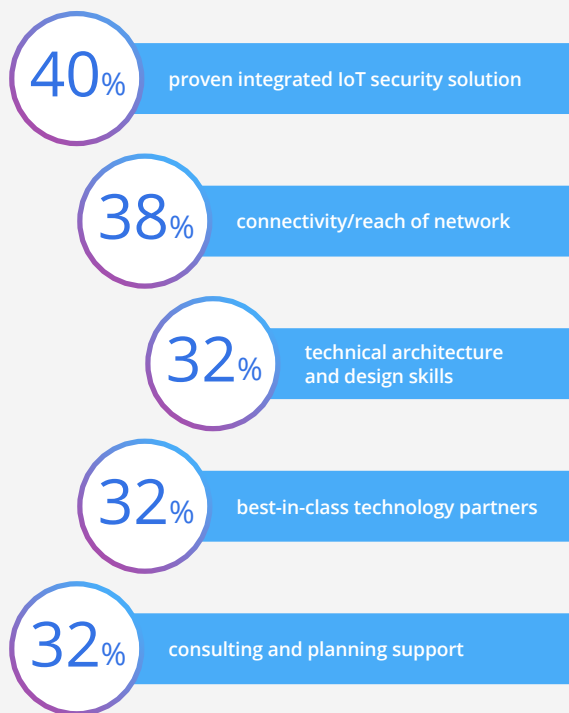 40% proven integrated IoT security solution
38% connectivity/reach of network
32% technical architecture
and design skills
32% best-in-class technology partners
32% consulting and planning support